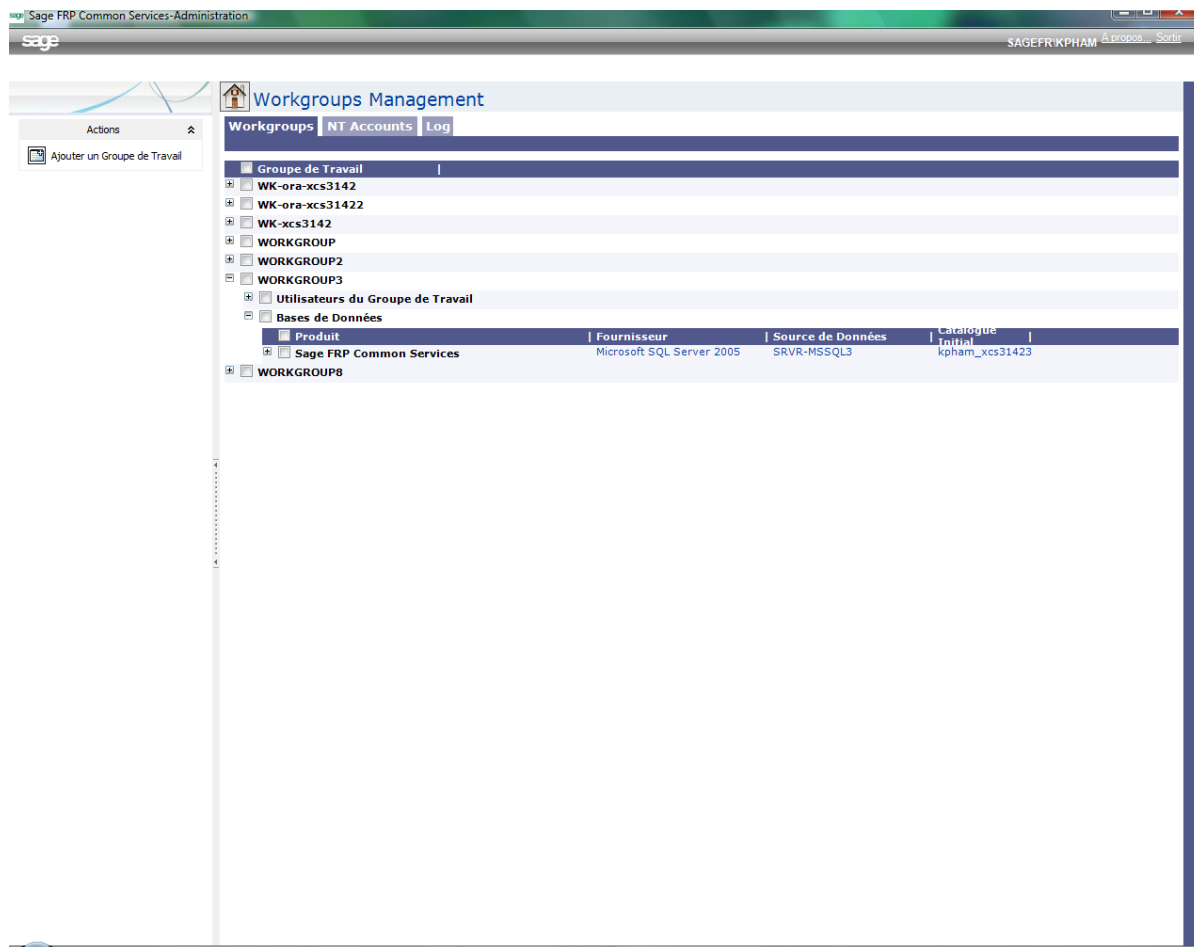 sage Sage FRP Common Services-Administration
sage SAGEFR\KPHAM A propos... Sortir
Workgroups Management
Actions
Workgroups NT Accounts Log
Ajouter un Groupe de Travail
Groupe de Travail |
WK-ora-xcs3142
WK-ora-xcs31422
WK-xcs3142
WORKGROUP
WORKGROUP2
WORKGROUP3
Utilisateurs du Groupe de Travail
Bases de Données
Produit | Fournisseur | Source de Données | Catalogue Initial |
Sage FRP Common Services Microsoft SQL Server 2005 SRVR-MSSQL3 kpham_xcs31423
WORKGROUP8